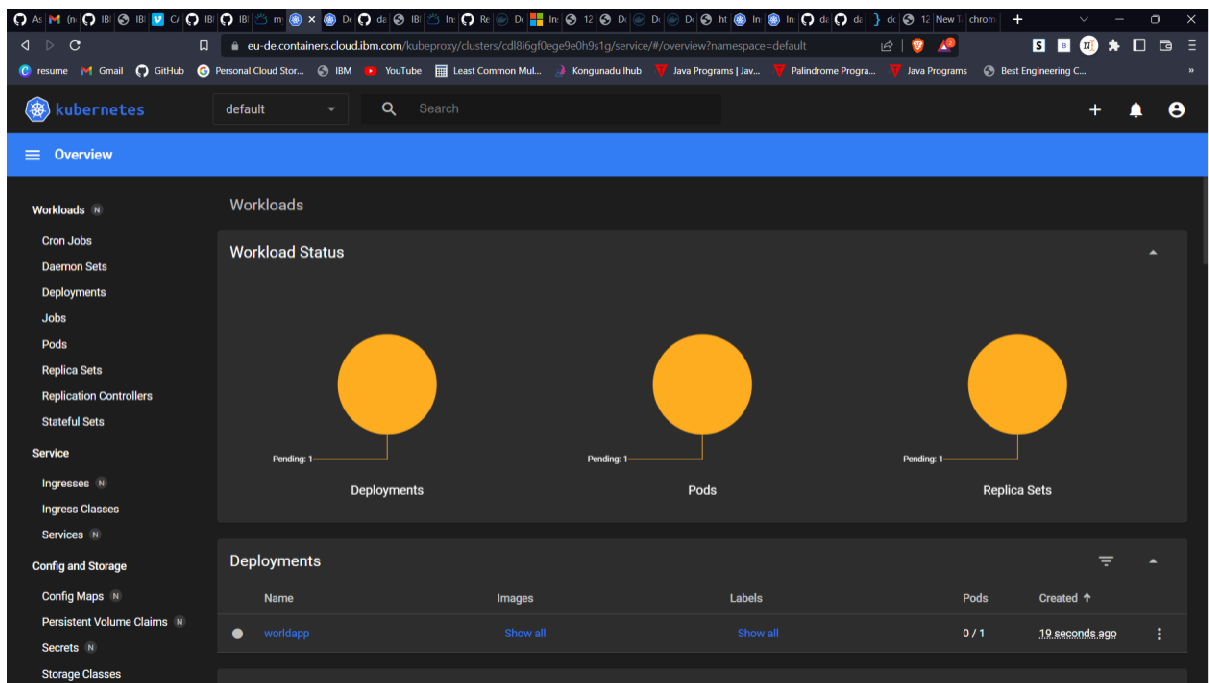 eu-de.containers.cloud.ibm.com/kubeproxy/clusters/cdl8i6gf0ege9e0h9s1g/service/#/overview?namespace=default
resume Gmail GitHub Personal Cloud Stor... IBM YouTube Least Common Mul... Kongunadu Ihub Java Programs | Jav... Palindrome Progra... Java Programs Best Engineering C... »
kubernetes default Search
Overview
Workloads N
Cron Jobs
Daemon Sets
Deployments
Jobs
Pods
Replica Sets
Replication Controllers
Stateful Sets
Service
Ingresses N
Ingress Classes
Services N
Config and Storage
Config Maps N
Persistent Volume Claims N
Secrets N
Storage Classes
Workloads
Workload Status
Pending: 1 Pending: 1 Pending: 1
Deployments Pods Replica Sets
Deployments
Name Images Labels Pods Created ↑
worldapp Show all Show all 0 / 1 19 seconds ago